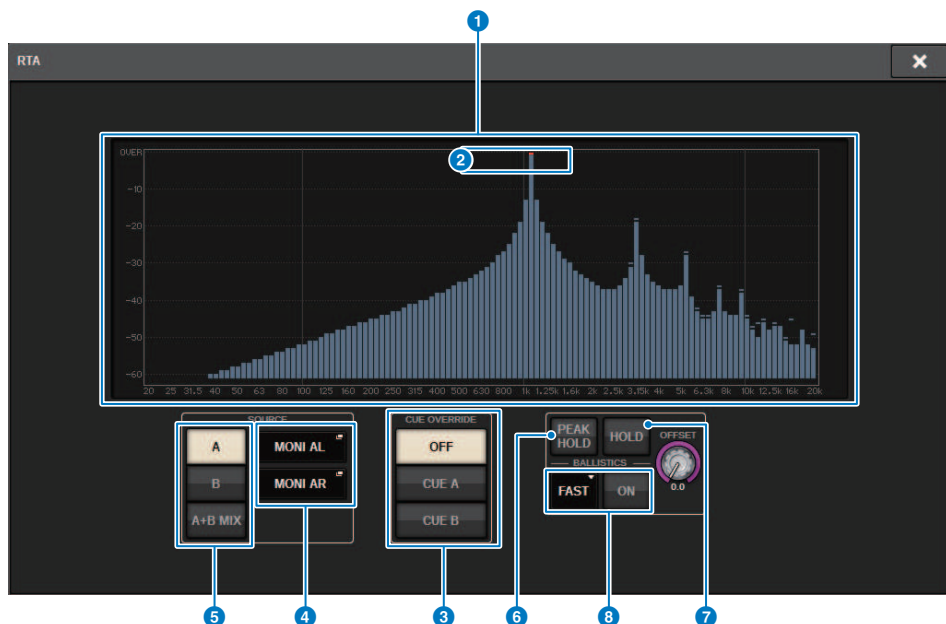 1
RTA
2
OVER
-10
-20
-30
-40
-50
-60
20 25 31.5 40 50 63 80 100 125 160 200 250 315 400 500 630 800 1k 1.25k 1.6k 2k 2.5k 3.15k 4k 5k 6.3k 8k 10k 12.5k 16k 20k
SOURCE
A
B
A+B MIX
MONI AL
MONI AR
CUE OVERRIDE
OFF
CUE A
CUE B
PEAK
HOLD
HOLD
OFFSET
0.0
BALLISTICS
FAST
ON
5 4 3 6 8 7